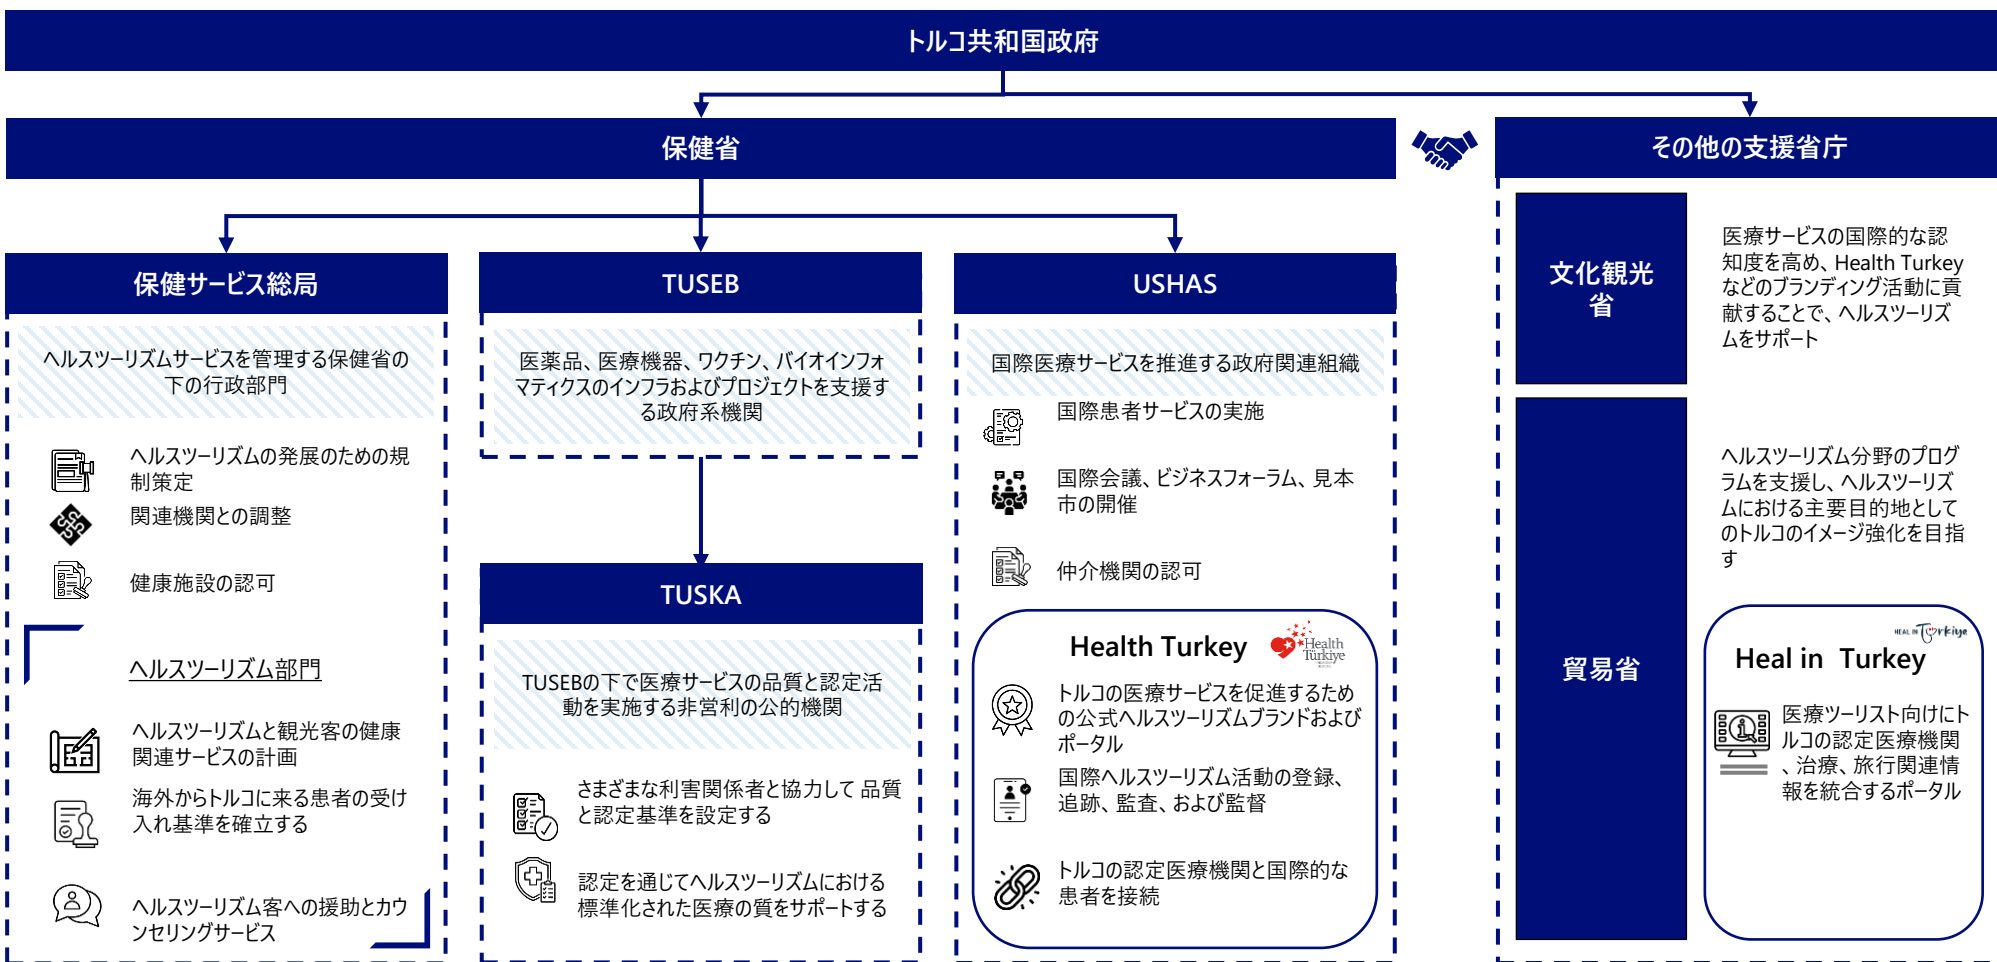 トルコ共和国政府
保健省
その他の支援省庁
保健サービス総局
ヘルスツーリズムサービスを管理する保健省の
下の行政部門
ヘルスツーリズムの発展のための規
制策定
関連機関との調整
健康施設の認可
ヘルスツーリズム部門
ヘルスツーリズムと観光客の健康
関連サービスの計画
海外からトルコに来る患者の受け
入れ基準を確立する
ヘルスツーリズム客への援助とカウ
ンセリングサービス
TUSEB
医薬品、医療機器、ワクチン、バイオインフォ
マティクスのインフラおよびプロジェクトを支援す
る政府系機関
TUSKA
TUSEBの下で医療サービスの品質と認定活
動を実施する非営利の公的機関
さまざまな利害関係者と協力して 品質
と認定基準を設定する
認定を通じてヘルスツーリズムにおける
標準化された医療の質をサポートする
USHAS
国際医療サービスを推進する政府関連組織
国際患者サービスの実施
国際会議、ビジネスフォーラム、見本
市の開催
仲介機関の認可
Health Turkey
Health
Türkiye
トルコの医療サービスを促進するため
の公式ヘルスツーリズムブランドおよび
ポータル
国際ヘルスツーリズム活動の登録、
追跡、監査、および監督
トルコの認定医療機関と国際的な
患者を接続
文化観光
省
医療サービスの国際的な認
知度を高め、Health Turkey
などのブランディング活動に貢
献することで、ヘルスツーリズ
ムをサポート
貿易省
ヘルスツーリズム分野のプログ
ラムを支援し、ヘルスツーリズ
ムにおける主要目的地として
のトルコのイメージ強化を目指
す
HEAL IN Türkiye
Heal in Turkey
医療ツーリスト向けにト
ルコの認定医療機関
、治療、旅行関連情
報を統合するポータル